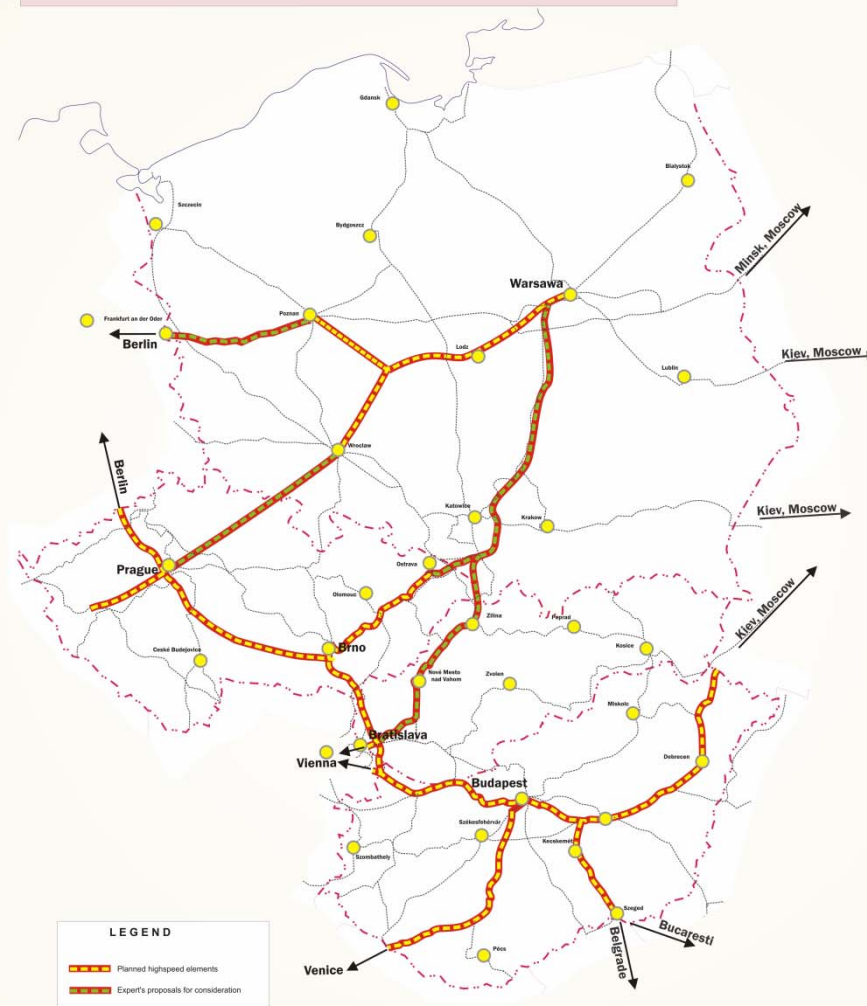 Gdansk
Bialystok
Szczecin
Bydgoszcz
Minsk, Moscow
Warsawa
Poznan
Frankfurt an der Oder
Berlin
Lodz
Kiev, Moscow
Lublin
Wroclaw
Berlin
Katowice
Krakow
Kiev, Moscow
Prague
Ostrava
Olomouc
Kiev, Moscow
Zilina
Poprad
Brno
Kosice
České Budejovice
Nové Mesto
nad Vahom
Zvolen
Miskolc
Bratislava
Vienna
Debrecen
Budapest
Székesfehérvár
Kecskemét
Szombathely
Szeged
Bucaresti
Belgrade
Pécs
Venice
LEGEND
Planned highspeed elements
Expert's proposals for consideration